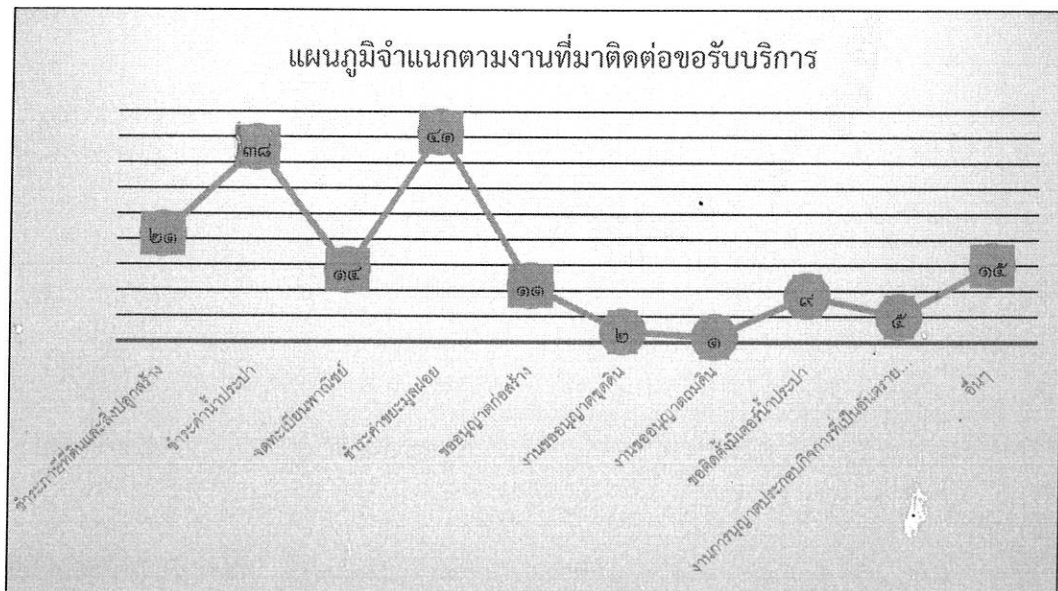 แผนภูมิจำแนกตามงานที่มาติดต่อขอรับบริการ
๒๑
๓๘
๑๔
๔๑
๑๑
๒
๑
๙
๕
๑๕
ชำระภาษีที่ดินและสิ่งปลูกสร้าง
ชำระค่าน้ำประปา
จดทะเบียนพาณิชย์
ชำระค่าขยะมูลฝอย
ขออนุญาตก่อสร้าง
งานขออนุญาตขุดดิน
งานขออนุญาตถมดิน
ขอติดตั้งมิเตอร์น้ำประปา
งานการนุญาตประกอบกิจการที่เป็นอันตราย...
อื่นๆ